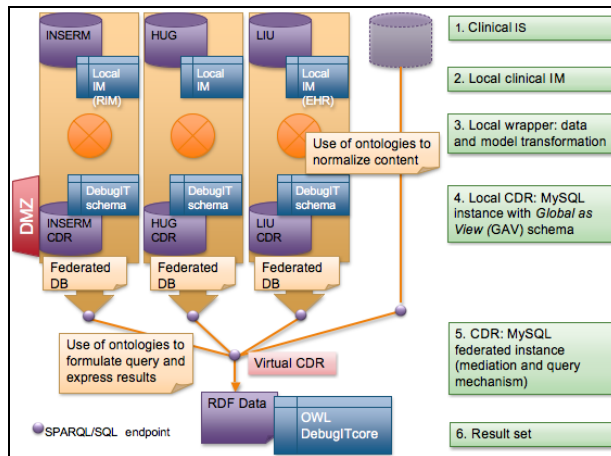 INSERM
HUG
LIU
1. Clinical IS
Local
IM
(RIM)
Local
IM
Local
IM
(EHR)
2. Local clinical IM
Use of ontologies to
normalize content
3. Local wrapper: data
and model transformation
DMZ
DebugIT
schema
DebugIT
schema
DebugIT
schema
INSERM
CDR
HUG
CDR
LIU
CDR
4. Local CDR: MySQL
instance with Global as
View (GAV) schema
Federated
DB
Federated
DB
Federated
DB
Use of ontologies to
formulate query and
express results
Virtual CDR
5. CDR: MySQL
federated instance
(mediation and query
mechanism)
RDF Data
OWL
DebugITcore
SPARQL/SQL endpoint
6. Result set